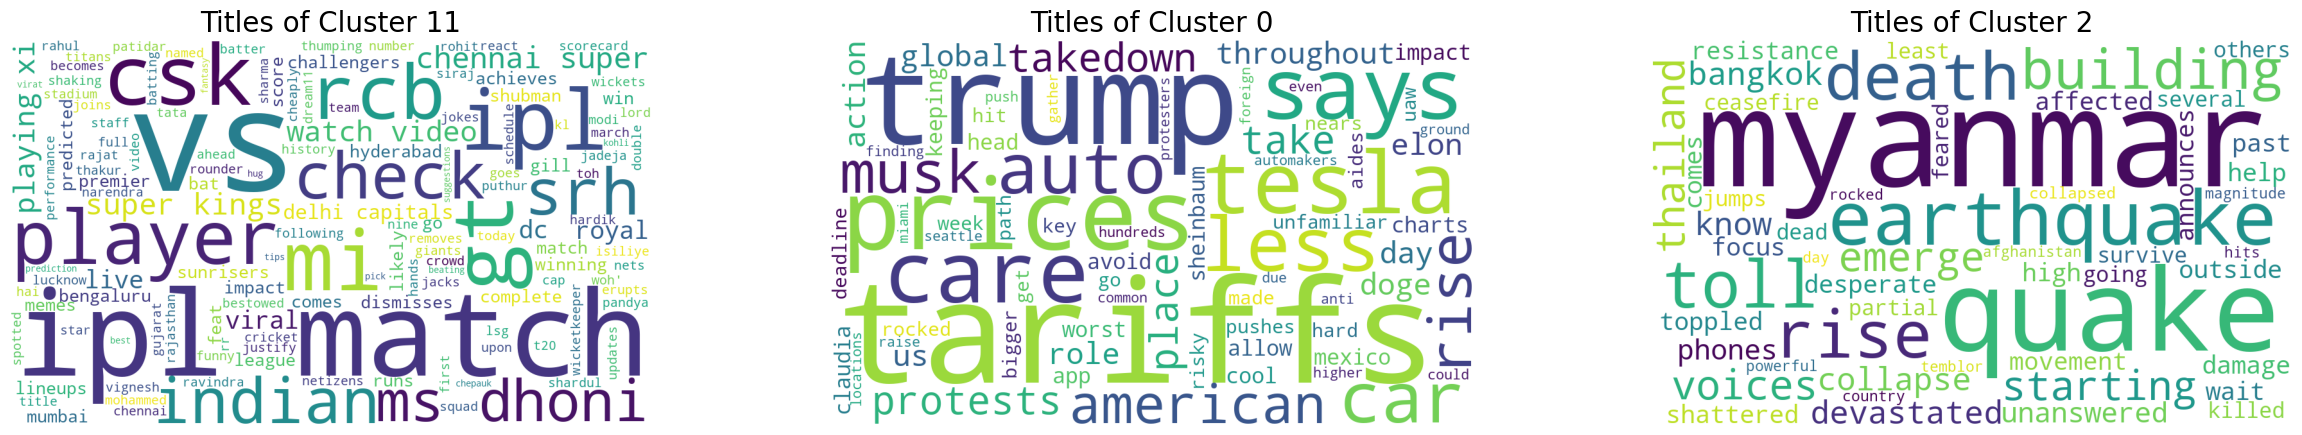 Titles of Cluster 11
rahul patidar named batter thumping number rohit react scorecard
titans becomes csk rcb challengers chennai super
shaking batting fantasy sharma cheaply score siraj achieves wickets
virat stadium joins tata dream11 team shubman win
playing xi predicted staff vs watch video ipl jokes kl modi lord
performance full video history schedule march kohli double
rajat ahead hyderabad gill jadeja
thakur rounder check goes toh
premier bat hug suggestions puthur srh
narendra super kings delhi capitals gt hardik
player following mi nine go dc royal
likely removes today match isiliye
prediction tips sunrisers giants crowd winning nets
lucknow live pick hands beating cap woh'
hai bengaluru impact comes dismisses jacks complete erupts pandya
memes bestowed wicketkeeper
ipl match
star gujarat rajasthan rr feat viral lsg
spotted best cricket upon t20 updates
justify
funny league first
lineups vignesh ravindra netizens runs chepauk shardul
title mohammed indian ms dhoni
mumbai chennai squad
Titles of Cluster 0
action global takedown throughout impact
trump says
keeping push gather protesters foreign even uaw
hit nears ground
head take elon
finding automakers aides
musk auto tesla
deadline prices miami week path key unfamiliar charts
seattle hundreds sheinbaum less day
care avoid place rise
get go due doge
common made anti
tariffs
claudia locations rocked worst pushes hard
raise us bigger role risky allow mexico
app cool higher could
protests american car
Titles of Cluster 2
resistance least others
thailand bangkok death building
ceasefire affected several
myanmar
comes feared announces past
jumps rocked collapsed magnitude help
know earthquake
focus dead afghanistan hits
day emerge survive
toll high going outside
desperate quake
toppled partial
rise
phones movement damage
powerful temblor
voices collapse starting wait
country
shattered devastated unanswered killed